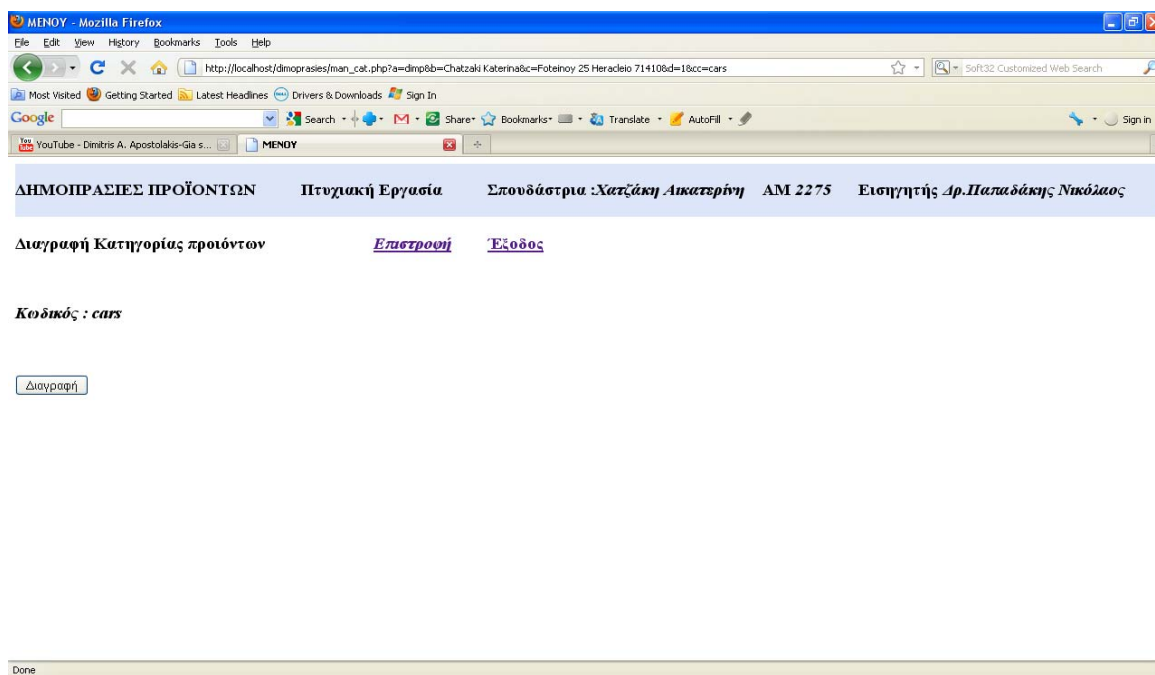 MENOY - Mozilla Firefox
File Edit View History Bookmarks Tools Help
http://localhost/dimoprasies/man_cat.php?a=dimp&b=Chatzaki Katerina&c=Foteinoy 25 Heracleio 71410&d=1&cc=cars Soft32 Customized Web Search
Most Visited Getting Started Latest Headlines Drivers & Downloads Sign In
Google Search Share Bookmarks Translate AutoFill Sign in
YouTube - Dimitris A. Apostolakis-Gia s... MENOY
ΔΗΜΟΠΡΑΣΙΕΣ ΠΡΟΪΟΝΤΩΝ Πτυχιακή Εργασία Σπουδάστρια :Χατζάκη Αικατερίνη ΑΜ 2275 Εισηγητής Δρ.Παπαδάκης Νικόλαος
Διαγραφή Κατηγορίας προιόντων Επιστροφή Έξοδος
Κωδικός : cars
Διαγραφή
Done